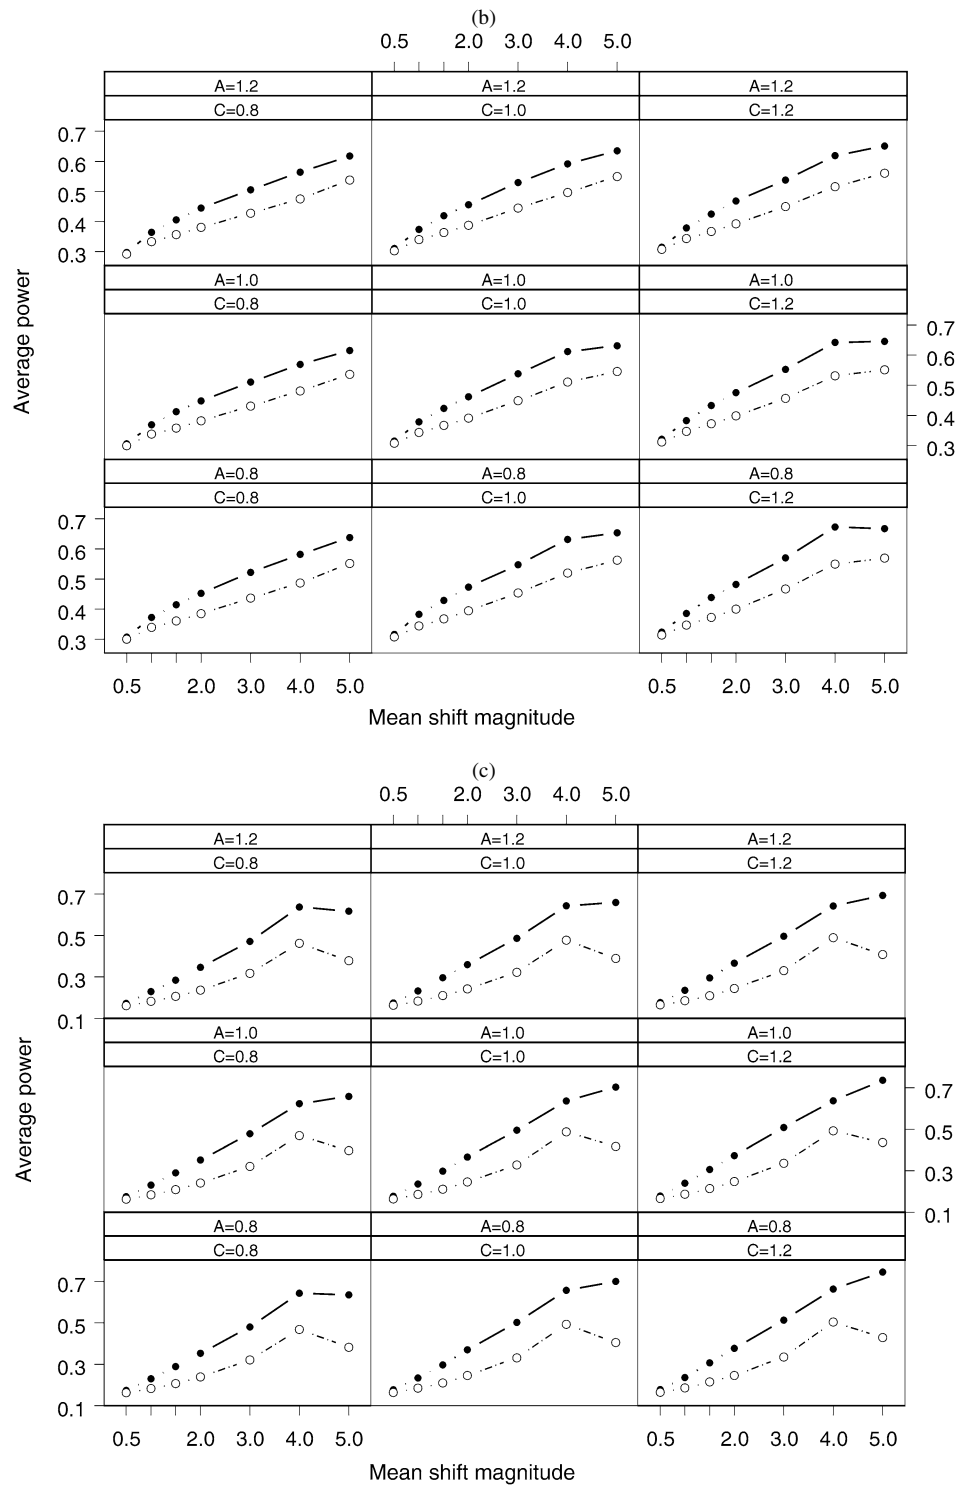 (b)
0.5 2.0 3.0 4.0 5.0
A=1.2 A=1.2 A=1.2
C=0.8 C=1.0 C=1.2
0.7
0.6
0.5
0.4
0.3
A=1.0 A=1.0 A=1.0
C=0.8 C=1.0 C=1.2
0.7
0.6
0.5
0.4
0.3
Average power
A=0.8 A=0.8 A=0.8
C=0.8 C=1.0 C=1.2
0.7
0.6
0.5
0.4
0.3
0.5 2.0 3.0 4.0 5.0 0.5 2.0 3.0 4.0 5.0
Mean shift magnitude
(c)
0.5 2.0 3.0 4.0 5.0
A=1.2 A=1.2 A=1.2
C=0.8 C=1.0 C=1.2
0.7
0.5
0.3
0.1
A=1.0 A=1.0 A=1.0
C=0.8 C=1.0 C=1.2
0.7
0.5
0.3
0.1
Average power
A=0.8 A=0.8 A=0.8
C=0.8 C=1.0 C=1.2
0.7
0.5
0.3
0.1
0.5 2.0 3.0 4.0 5.0 0.5 2.0 3.0 4.0 5.0
Mean shift magnitude